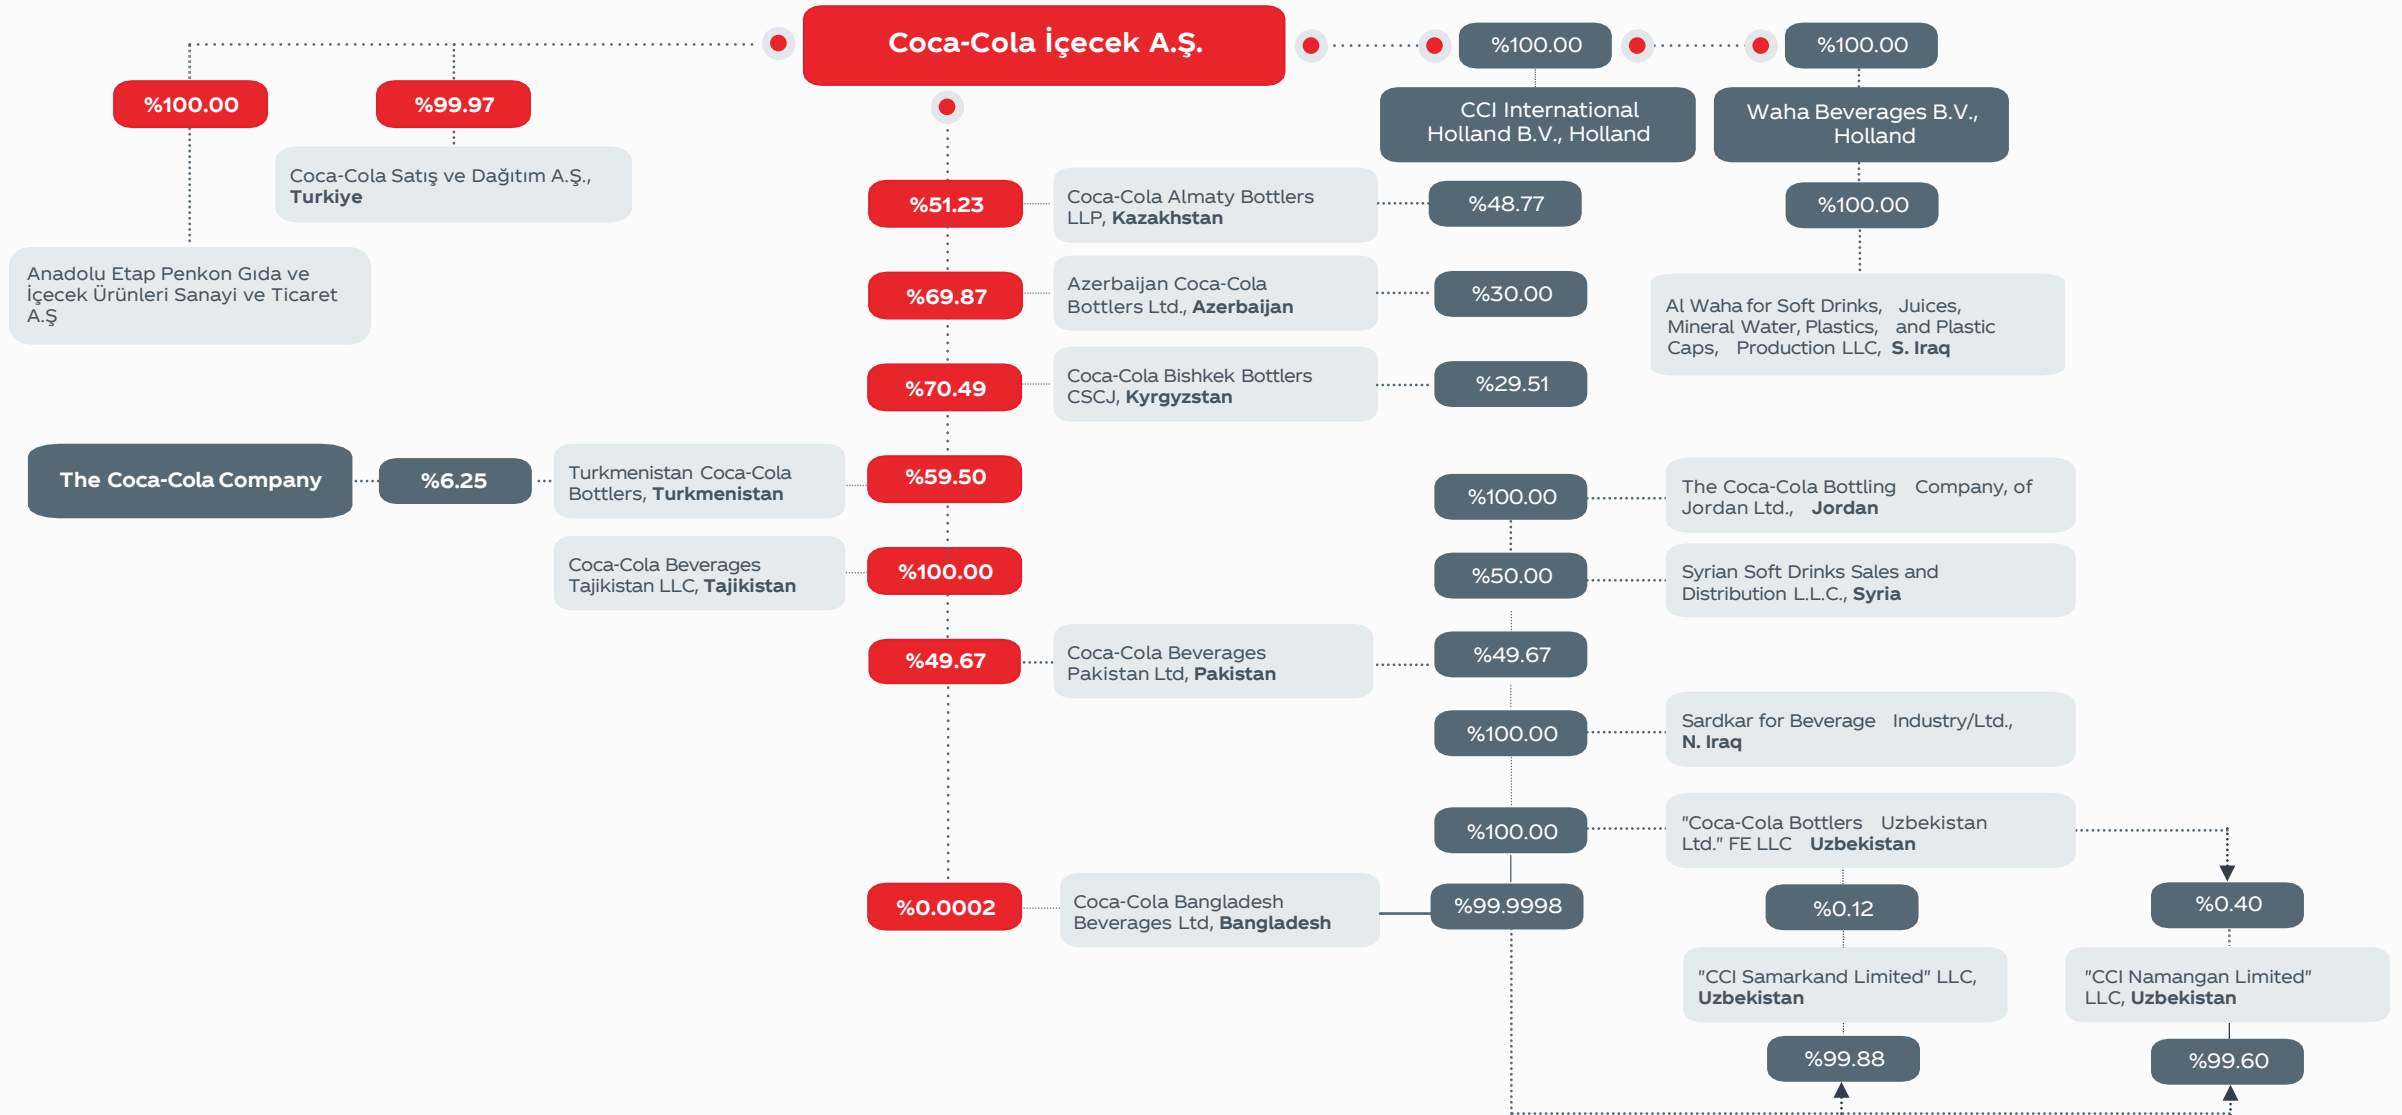 Coca-Cola İçecek A.Ş.
%100.00
%100.00
%100.00
%99.97
CCI International
Holland B.V., Holland
Waha Beverages B.V.,
Holland
Coca-Cola Satış ve Dağıtım A.Ş.,
Turkiye
Anadolu Etap Penkon Gıda ve
İçecek Ürünleri Sanayi ve Ticaret
A.Ş
%51.23
Coca-Cola Almaty Bottlers
LLP, Kazakhstan
%48.77
%100.00
%69.87
Azerbaijan Coca-Cola
Bottlers Ltd., Azerbaijan
%30.00
Al Waha for Soft Drinks, Juices,
Mineral Water, Plastics, and Plastic
Caps, Production LLC, S. Iraq
%70.49
Coca-Cola Bishkek Bottlers
CSCJ, Kyrgyzstan
%29.51
The Coca-Cola Company
%6.25
Turkmenistan Coca-Cola
Bottlers, Turkmenistan
%59.50
%100.00
The Coca-Cola Bottling Company, of
Jordan Ltd., Jordan
Coca-Cola Beverages
Tajikistan LLC, Tajikistan
%100.00
%50.00
Syrian Soft Drinks Sales and
Distribution L.L.C., Syria
%49.67
Coca-Cola Beverages
Pakistan Ltd, Pakistan
%49.67
%100.00
Sardkar for Beverage Industry/Ltd.,
N. Iraq
%100.00
"Coca-Cola Bottlers Uzbekistan
Ltd." FE LLC Uzbekistan
%0.0002
Coca-Cola Bangladesh
Beverages Ltd, Bangladesh
%99.9998
%0.12
%0.40
"CCI Samarkand Limited" LLC,
Uzbekistan
"CCI Namangan Limited"
LLC, Uzbekistan
%99.88
%99.60